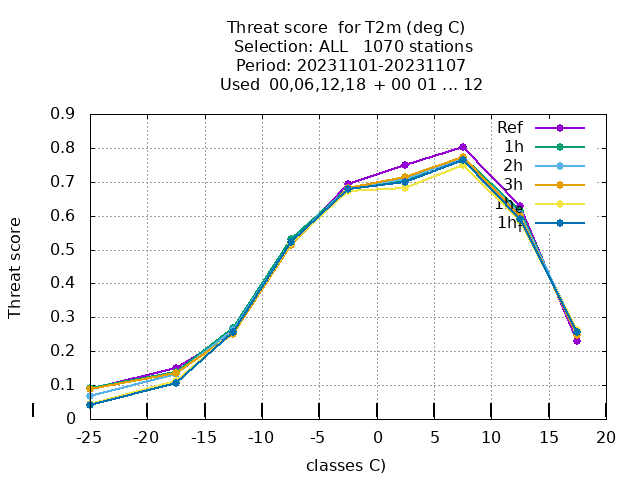 Threat score for T2m (deg C)
Selection: ALL 1070 stations
Period: 20231101-20231107
Used 00,06,12,18 + 00 01 ... 12
Threat score
0.9
0.8
0.7
0.6
0.5
0.4
0.3
0.2
0.1
0
Ref
1h
2h
3h
1he
1hf
-25 -20 -15 -10 -5 0 5 10 15 20
classes C)